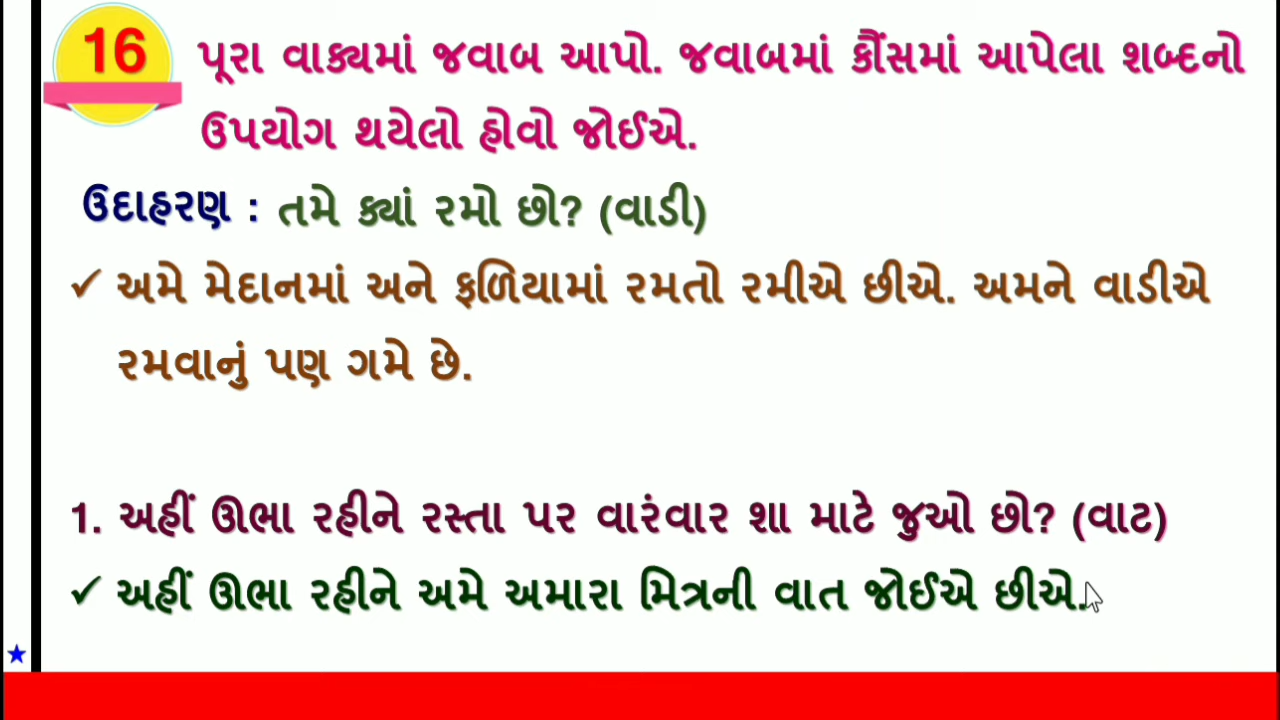 16 પૂરા વાક્યમાં જવાબ આપો. જવાબમાં કૌંસમાં આપેલા શબ્દનો
ઉપયોગ થયેલો હોવો જોઈએ.
ઉદાહરણ : તમે ક્યાં રમો છો? (વાડી)
✓ અમે મેદાનમાં અને ફળિયામાં રમતો રમીએ છીએ. અમને વાડીએ
રમવાનું પણ ગમે છે.
1. અહીં ઊભા રહીને રસ્તા પર વારંવાર શા માટે જુઓ છો? (વાટ)
✓ અહીં ઊભા રહીને અમે અમારા મિત્રની વાત જોઈએ છીએ.